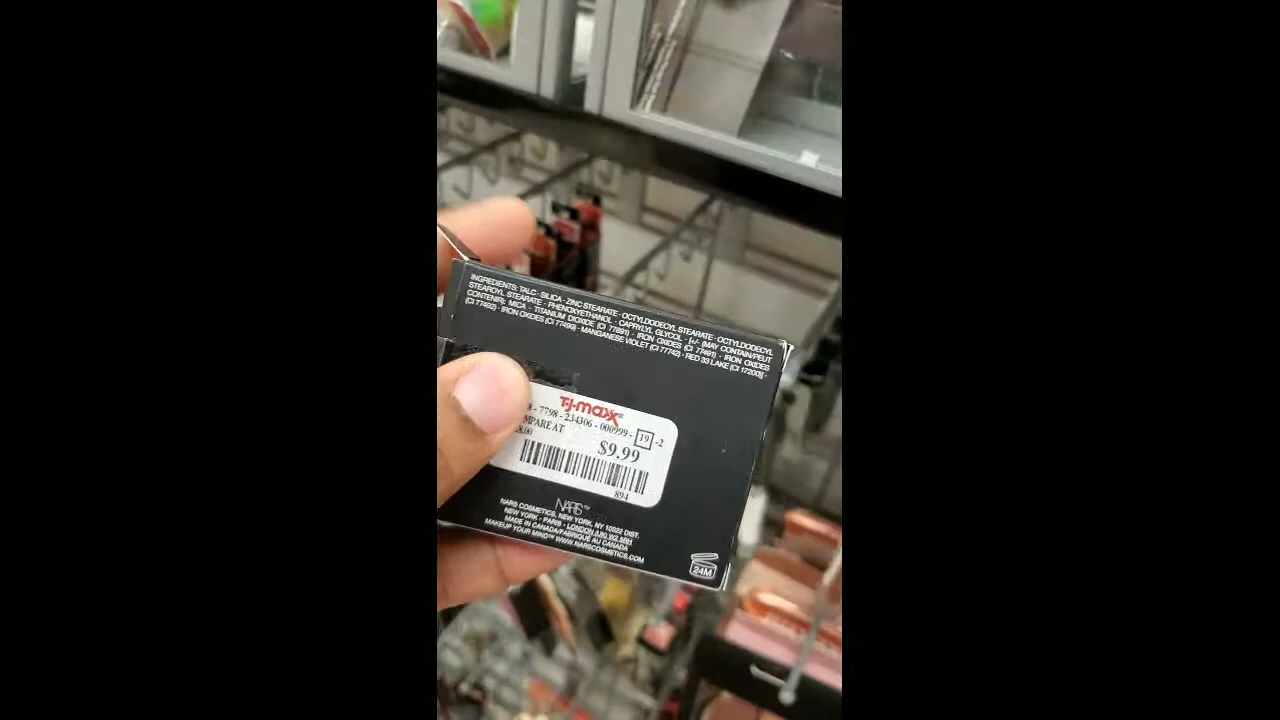 INGREDIENTS: TALC · SILICA · ZINC STEARATE · OCTYLDODECYL STEARATE · OCTYLDODECYL
STEAROYL STEARATE · PHENOXYETHANOL · CAPRYLYL GLYCOL · [+/- (MAY CONTAIN/PEUT
CONTENIR): MICA · TITANIUM DIOXIDE (CI 77891) · IRON OXIDES (CI 77491) · IRON OXIDES
(CI 77492) · IRON OXIDES (CI 77499) · MANGANESE VIOLET (CI 77742) · RED 33 LAKE (CI 17200)] ·
T·J·maxx®
- 7798 - 234306 - 000999 - 19 -2
MPARE AT
$9.99
894
NARS™
NARS COSMETICS, NEW YORK, NY 10022 DIST.
NEW YORK - PARIS - LONDON (UK) W2 6BH
MADE IN CANADA/FABRIQUÉ AU CANADA
MAKEUP YOUR MIND™ WWW.NARSCOSMETICS.COM
24M